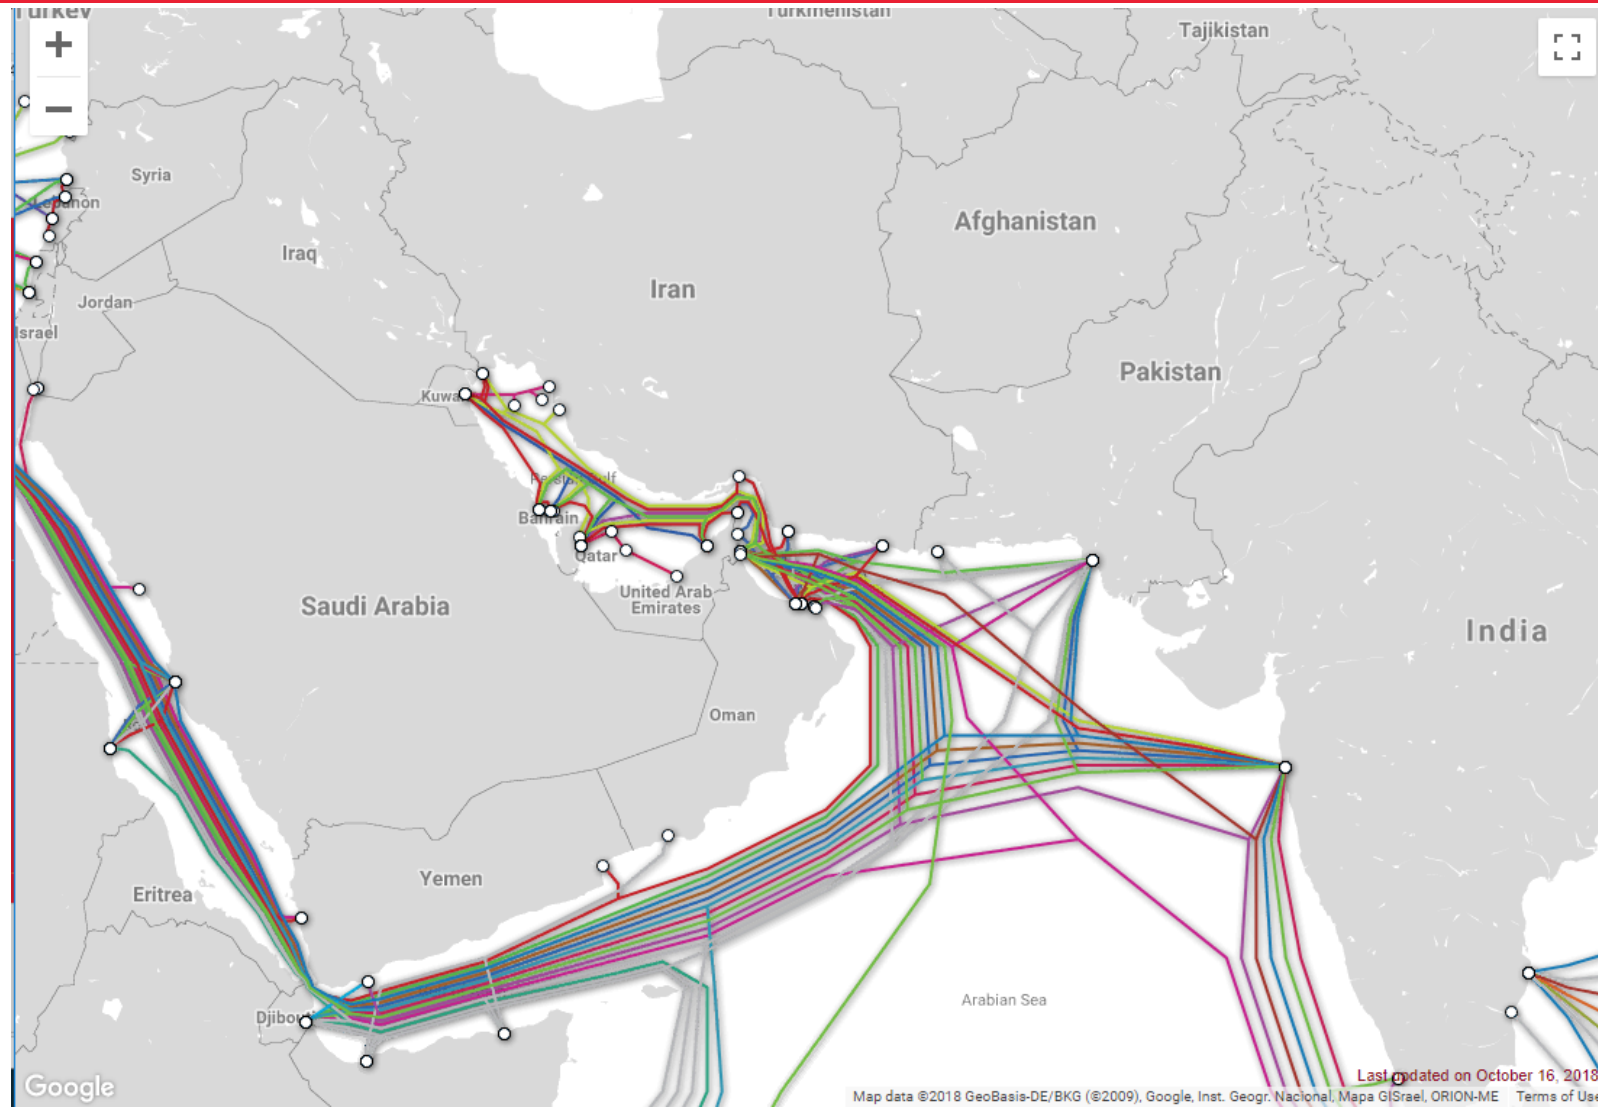 Turkey
Turkmenistan
Tajikistan
+
−
Syria
Lebanon
Afghanistan
Iraq
Iran
Jordan
Israel
Pakistan
Kuwa
Persian Gulf
Bahrain
Qatar
United Arab
Emirates
Saudi Arabia
India
Oman
Yemen
Eritrea
Arabian Sea
Djibouti
Last updated on October 16, 2018
Google
Map data ©2018 GeoBasis-DE/BKG (©2009), Google, Inst. Geogr. Nacional, Mapa GISrael, ORION-ME Terms of Use